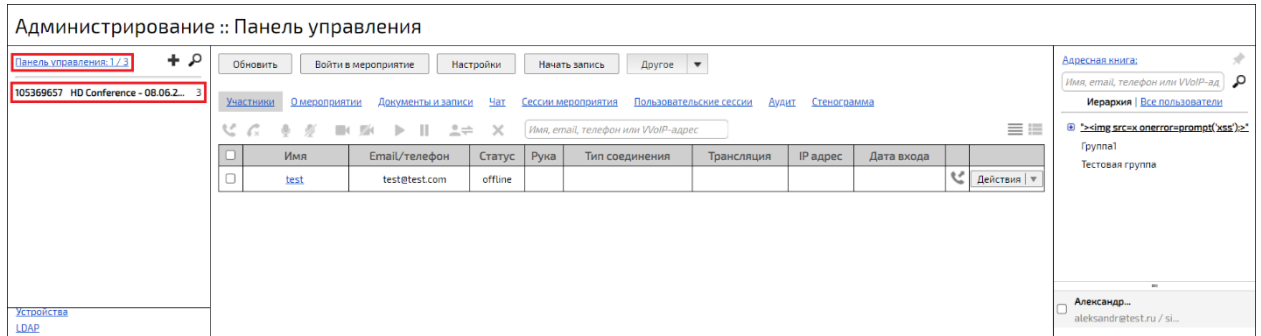 Администрирование :: Панель управления
Панель управления: 1 / 3
105369657 HD Conference - 08.06.2... 3
Устройства
LDAP
Обновить Войти в мероприятие Настройки Начать запись Другое
Участники О мероприятии Документы и записи Чат Сессии мероприятия Пользовательские сессии Аудит Стенограмма
Имя, email, телефон или VVoIP-адрес
Имя Email/телефон Статус Рука Тип соединения Трансляция IP адрес Дата входа
test test@test.com offline Действия
Адресная книга:
Имя, email, телефон или VVoIP-ад
Иерархия | Все пользователи
"><img src=x onerror=prompt('xss');>"
Группа1
Тестовая группа
Александр...
aleksandr@test.ru / si...